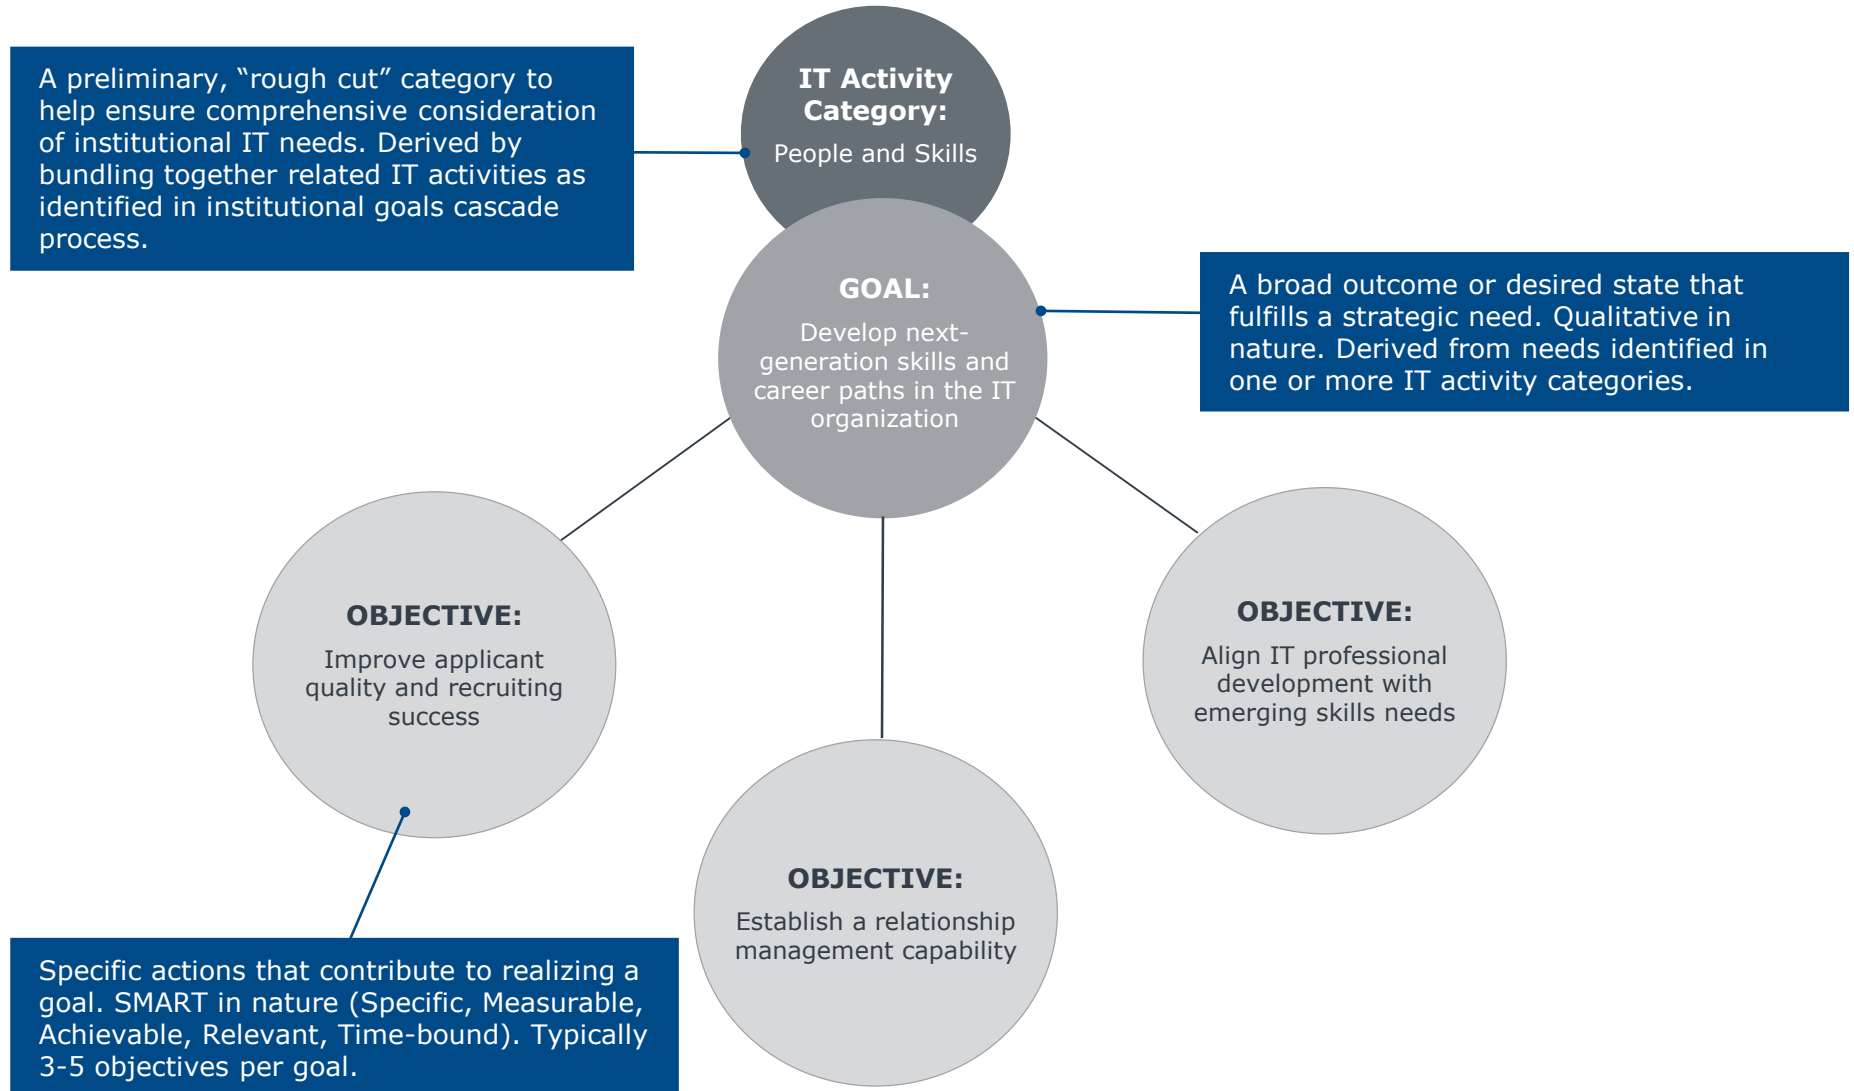 IT Activity
Category:
People and Skills
A preliminary, “rough cut” category to
help ensure comprehensive consideration
of institutional IT needs. Derived by
bundling together related IT activities as
identified in institutional goals cascade
process.
GOAL:
Develop next-
generation skills and
career paths in the IT
organization
A broad outcome or desired state that
fulfills a strategic need. Qualitative in
nature. Derived from needs identified in
one or more IT activity categories.
OBJECTIVE:
Improve applicant
quality and recruiting
success
OBJECTIVE:
Align IT professional
development with
emerging skills needs
OBJECTIVE:
Establish a relationship
management capability
Specific actions that contribute to realizing a
goal. SMART in nature (Specific, Measurable,
Achievable, Relevant, Time-bound). Typically
3-5 objectives per goal.